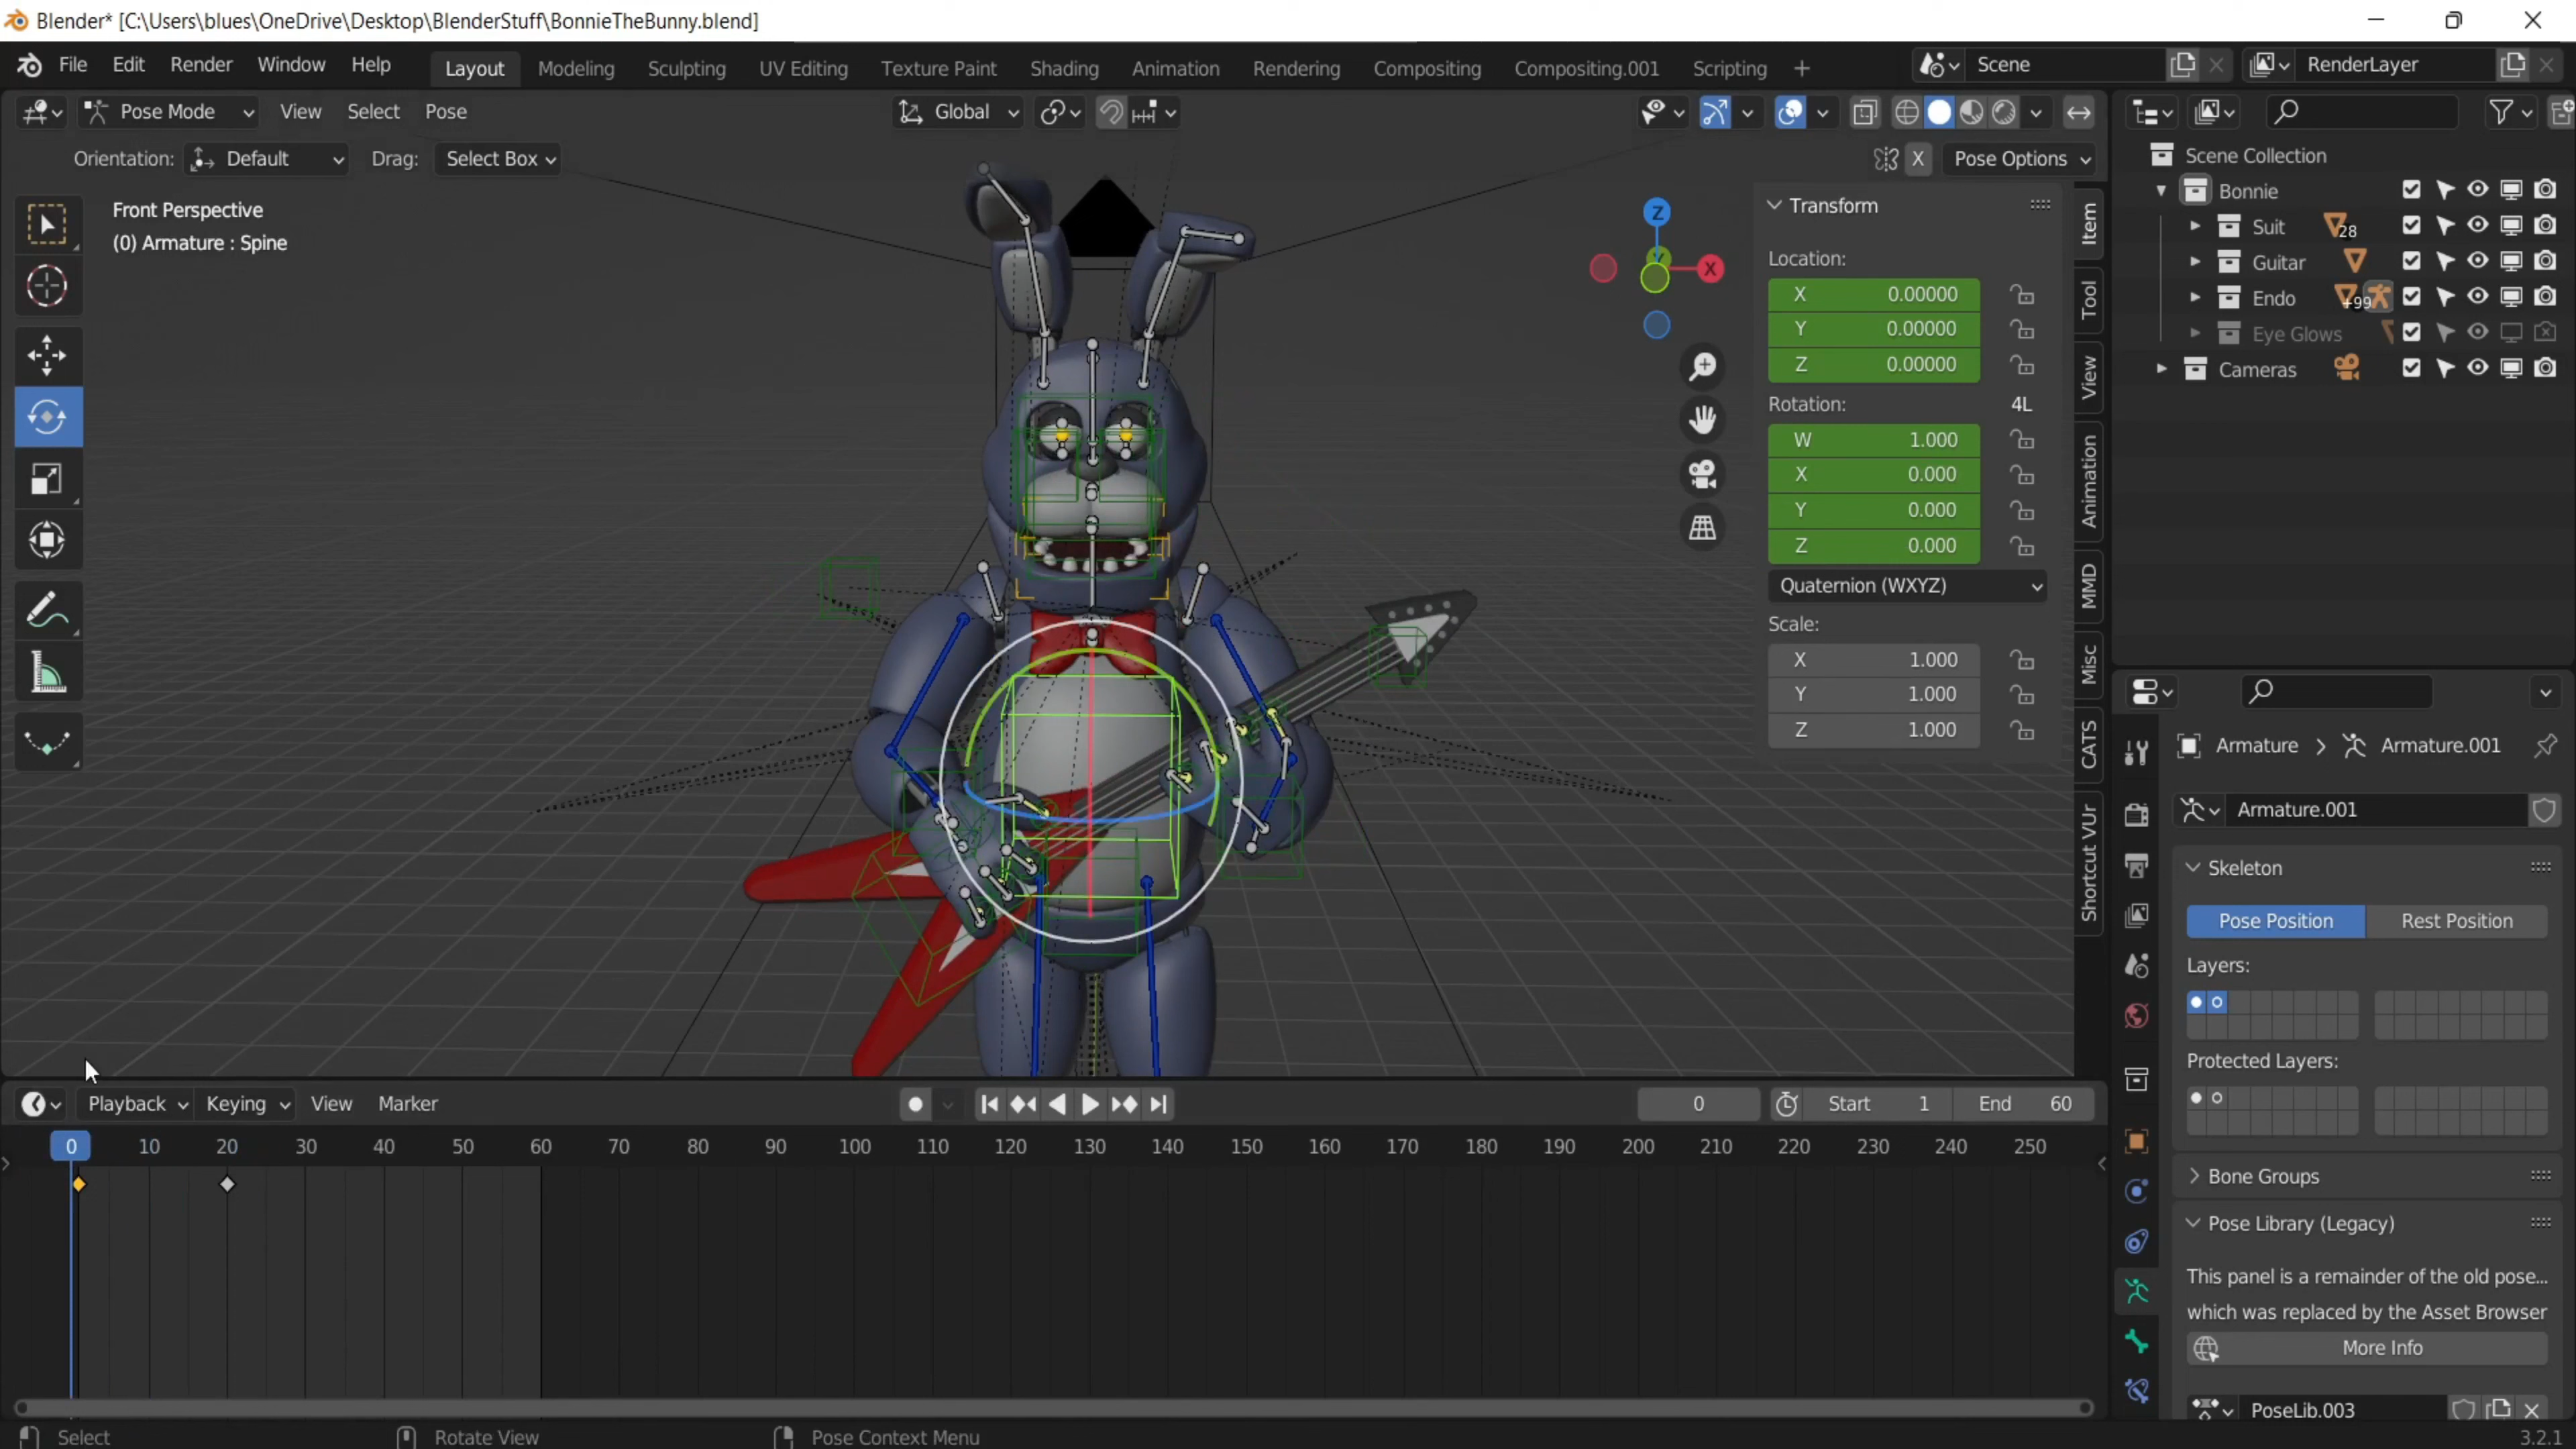 Blender* [C:\Users\blues\OneDrive\Desktop\BlenderStuff\BonnieTheBunny.blend]
File Edit Render Window Help Layout Modeling Sculpting UV Editing Texture Paint Shading Animation Rendering Compositing Compositing.001 Scripting + Scene RenderLayer
Pose Mode View Select Pose Global
Orientation: Default Drag: Select Box X Pose Options
Front Perspective
(0) Armature : Spine
Z
X
Transform
Location:
X 0.00000
Y 0.00000
Z 0.00000
Rotation: 4L
W 1.000
X 0.000
Y 0.000
Z 0.000
Quaternion (WXYZ)
Scale:
X 1.000
Y 1.000
Z 1.000
Item
Tool
View
Animation
MMD
Misc
CATS
Shortcut VUr
Scene Collection
Bonnie
Suit 28
Guitar
Endo +99
Eye Glows
Cameras
Armature > Armature.001
Armature.001
Skeleton
Pose Position Rest Position
Layers:
Protected Layers:
Bone Groups
Pose Library (Legacy)
This panel is a remainder of the old pose...
which was replaced by the Asset Browser
More Info
PoseLib.003
Playback Keying View Marker 0 Start 1 End 60
0 10 20 30 40 50 60 70 80 90 100 110 120 130 140 150 160 170 180 190 200 210 220 230 240 250
Select Rotate View Pose Context Menu 3.2.1